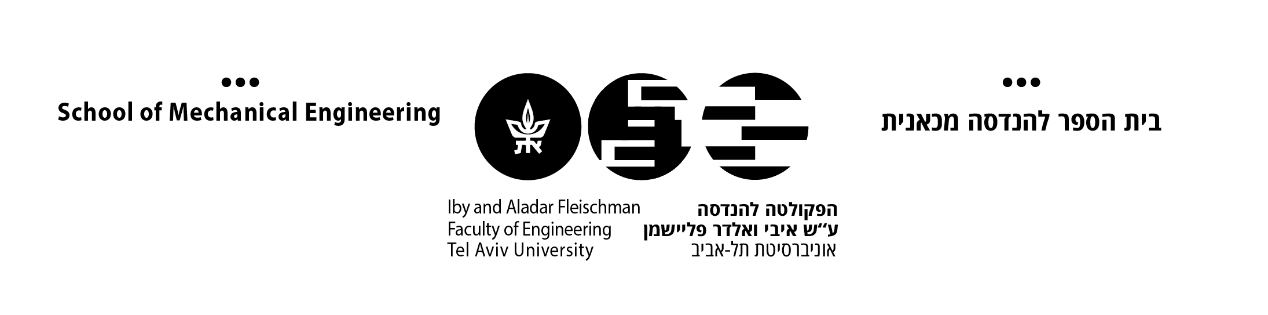 School of Mechanical Engineering
בית הספר להנדסה מכאנית
את
Iby and Aladar Fleischman
Faculty of Engineering
Tel Aviv University
הפקולטה להנדסה
ע״ש איבי ואלדר פליישמן
אוניברסיטת תל-אביב